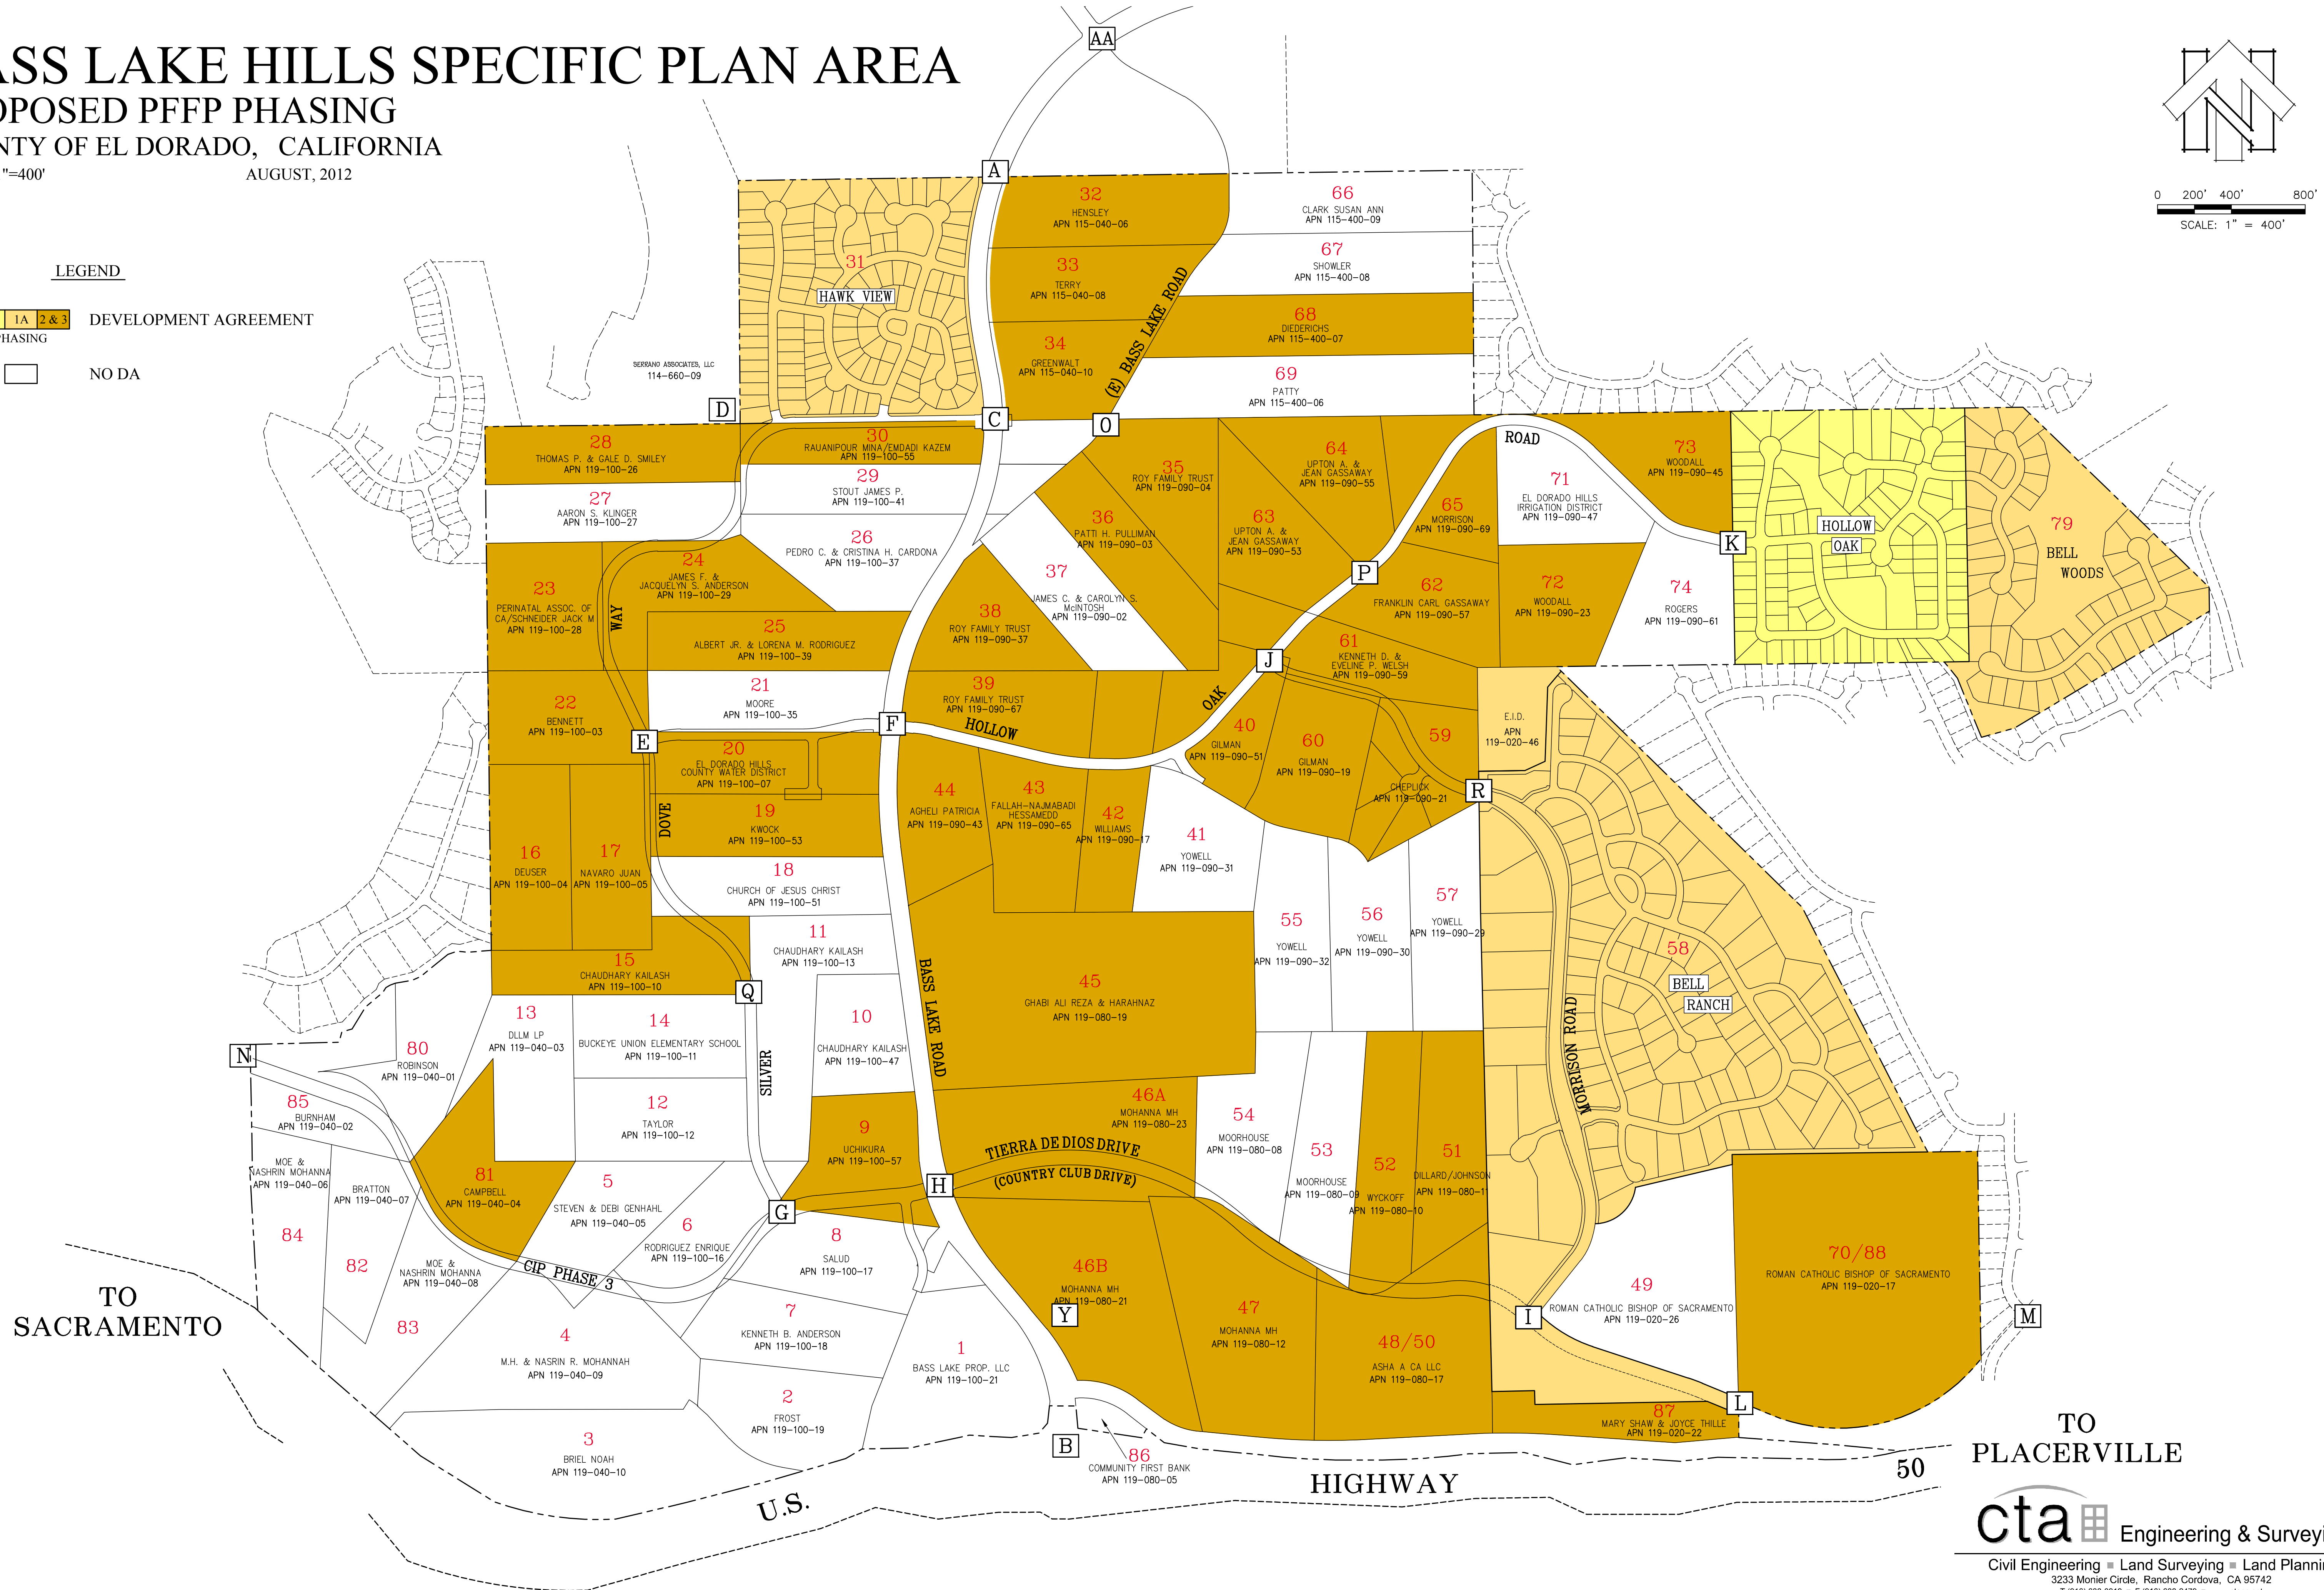 ASS LAKE HILLS SPECIFIC PLAN AREA
OPOSED PFFP PHASING
NTY OF EL DORADO, CALIFORNIA
"=400' AUGUST, 2012
LEGEND
1A 2 & 3 DEVELOPMENT AGREEMENT
PHASING
NO DA
0 200' 400' 800'
SCALE: 1" = 400'
AA
A
SERRANO ASSOCIATES, LLC
114-660-09
D
31
HAWK VIEW
32
HENSLEY
APN 115-040-06
33
TERRY
APN 115-040-08
34
GREENWALT
APN 115-040-10
(E) BASS LAKE ROAD
66
CLARK SUSAN ANN
APN 115-400-09
67
SHOWLER
APN 115-400-08
68
DIEDERICHS
APN 115-400-07
69
PATTY
APN 115-400-06
C
O
28
THOMAS P. & GALE D. SMILEY
APN 119-100-26
30
RAUANIPOUR MINA/EMDADI KAZEM
APN 119-100-55
27
AARON S. KLINGER
APN 119-100-27
29
STOUT JAMES P.
APN 119-100-41
26
PEDRO C. & CRISTINA H. CARDONA
APN 119-100-37
23
PERINATAL ASSOC. OF
CA/SCHNEIDER JACK M
APN 119-100-28
WAY
24
JAMES F. &
JACQUELYN S. ANDERSON
APN 119-100-29
25
ALBERT JR. & LORENA M. RODRIGUEZ
APN 119-100-39
35
ROY FAMILY TRUST
APN 119-090-04
36
PATTI H. PULLIMAN
APN 119-090-03
37
JAMES C. & CAROLYN S.
McINTOSH
APN 119-090-02
38
ROY FAMILY TRUST
APN 119-090-37
64
UPTON A. &
JEAN GASSAWAY
APN 119-090-55
63
UPTON A. &
JEAN GASSAWAY
APN 119-090-53
65
MORRISON
APN 119-090-69
ROAD
71
EL DORADO HILLS
IRRIGATION DISTRICT
APN 119-090-47
73
WOODALL
APN 119-090-45
K
HOLLOW
OAK
79
BELL
WOODS
P
62
FRANKLIN CARL GASSAWAY
APN 119-090-57
72
WOODALL
APN 119-090-23
74
ROGERS
APN 119-090-61
61
KENNETH D. &
EVELINE P. WELSH
APN 119-090-59
J
22
BENNETT
APN 119-100-03
21
MOORE
APN 119-100-35
39
ROY FAMILY TRUST
APN 119-090-67
E
F
HOLLOW
OAK
40
GILMAN
APN 119-090-51
60
GILMAN
APN 119-090-19
59
CHEPLICK
APN 119-090-21
E.I.D.
APN
119-020-46
R
20
EL DORADO HILLS
COUNTY WATER DISTRICT
APN 119-100-07
19
KWOCK
APN 119-100-53
DOVE
16
DEUSER
APN 119-100-04
17
NAVARO JUAN
APN 119-100-05
18
CHURCH OF JESUS CHRIST
APN 119-100-51
44
AGHELI PATRICIA
APN 119-090-43
43
FALLAH-NAJMABADI
HESSAMEDD
APN 119-090-65
42
WILLIAMS
APN 119-090-17
41
YOWELL
APN 119-090-31
55
YOWELL
APN 119-090-32
56
YOWELL
APN 119-090-30
57
YOWELL
APN 119-090-29
58
BELL
RANCH
MORRISON ROAD
15
CHAUDHARY KAILASH
APN 119-100-10
Q
11
CHAUDHARY KAILASH
APN 119-100-13
BASS LAKE ROAD
45
GHABI ALI REZA & HARAHNAZ
APN 119-080-19
13
DLLM LP
APN 119-040-03
14
BUCKEYE UNION ELEMENTARY SCHOOL
APN 119-100-11
10
CHAUDHARY KAILASH
APN 119-100-47
SILVER
N
80
ROBINSON
APN 119-040-01
85
BURNHAM
APN 119-040-02
12
TAYLOR
APN 119-100-12
9
UCHIKURA
APN 119-100-57
46A
MOHANNA MH
APN 119-080-23
TIERRA DE DIOS DRIVE
(COUNTRY CLUB DRIVE)
H
54
MOORHOUSE
APN 119-080-08
53
MOORHOUSE
APN 119-080-09
52
WYCKOFF
APN 119-080-10
51
DILLARD/JOHNSON
APN 119-080-11
MOE &
NASHRIN MOHANNA
APN 119-040-06
84
BRATTON
APN 119-040-07
82
81
CAMPBELL
APN 119-040-04
5
STEVEN & DEBI GENHAHL
APN 119-040-05
6
RODRIGUEZ ENRIQUE
APN 119-100-16
G
8
SALUD
APN 119-100-17
MOE &
NASHRIN MOHANNA
APN 119-040-08
83
CIP PHASE 3
4
M.H. & NASRIN R. MOHANNAH
APN 119-040-09
7
KENNETH B. ANDERSON
APN 119-100-18
46B
MOHANNA MH
APN 119-080-21
Y
47
MOHANNA MH
APN 119-080-12
48/50
ASHA A CA LLC
APN 119-080-17
I
49
ROMAN CATHOLIC BISHOP OF SACRAMENTO
APN 119-020-26
70/88
ROMAN CATHOLIC BISHOP OF SACRAMENTO
APN 119-020-17
M
1
BASS LAKE PROP. LLC
APN 119-100-21
2
FROST
APN 119-100-19
3
BRIEL NOAH
APN 119-040-10
L
87
MARY SHAW & JOYCE THILLE
APN 119-020-22
B
86
COMMUNITY FIRST BANK
APN 119-080-05
TO
SACRAMENTO
U.S.
HIGHWAY
50
TO
PLACERVILLE
cta Engineering & Surveyi
Civil Engineering ▪ Land Surveying ▪ Land Plannin
3233 Monier Circle, Rancho Cordova, CA 95742